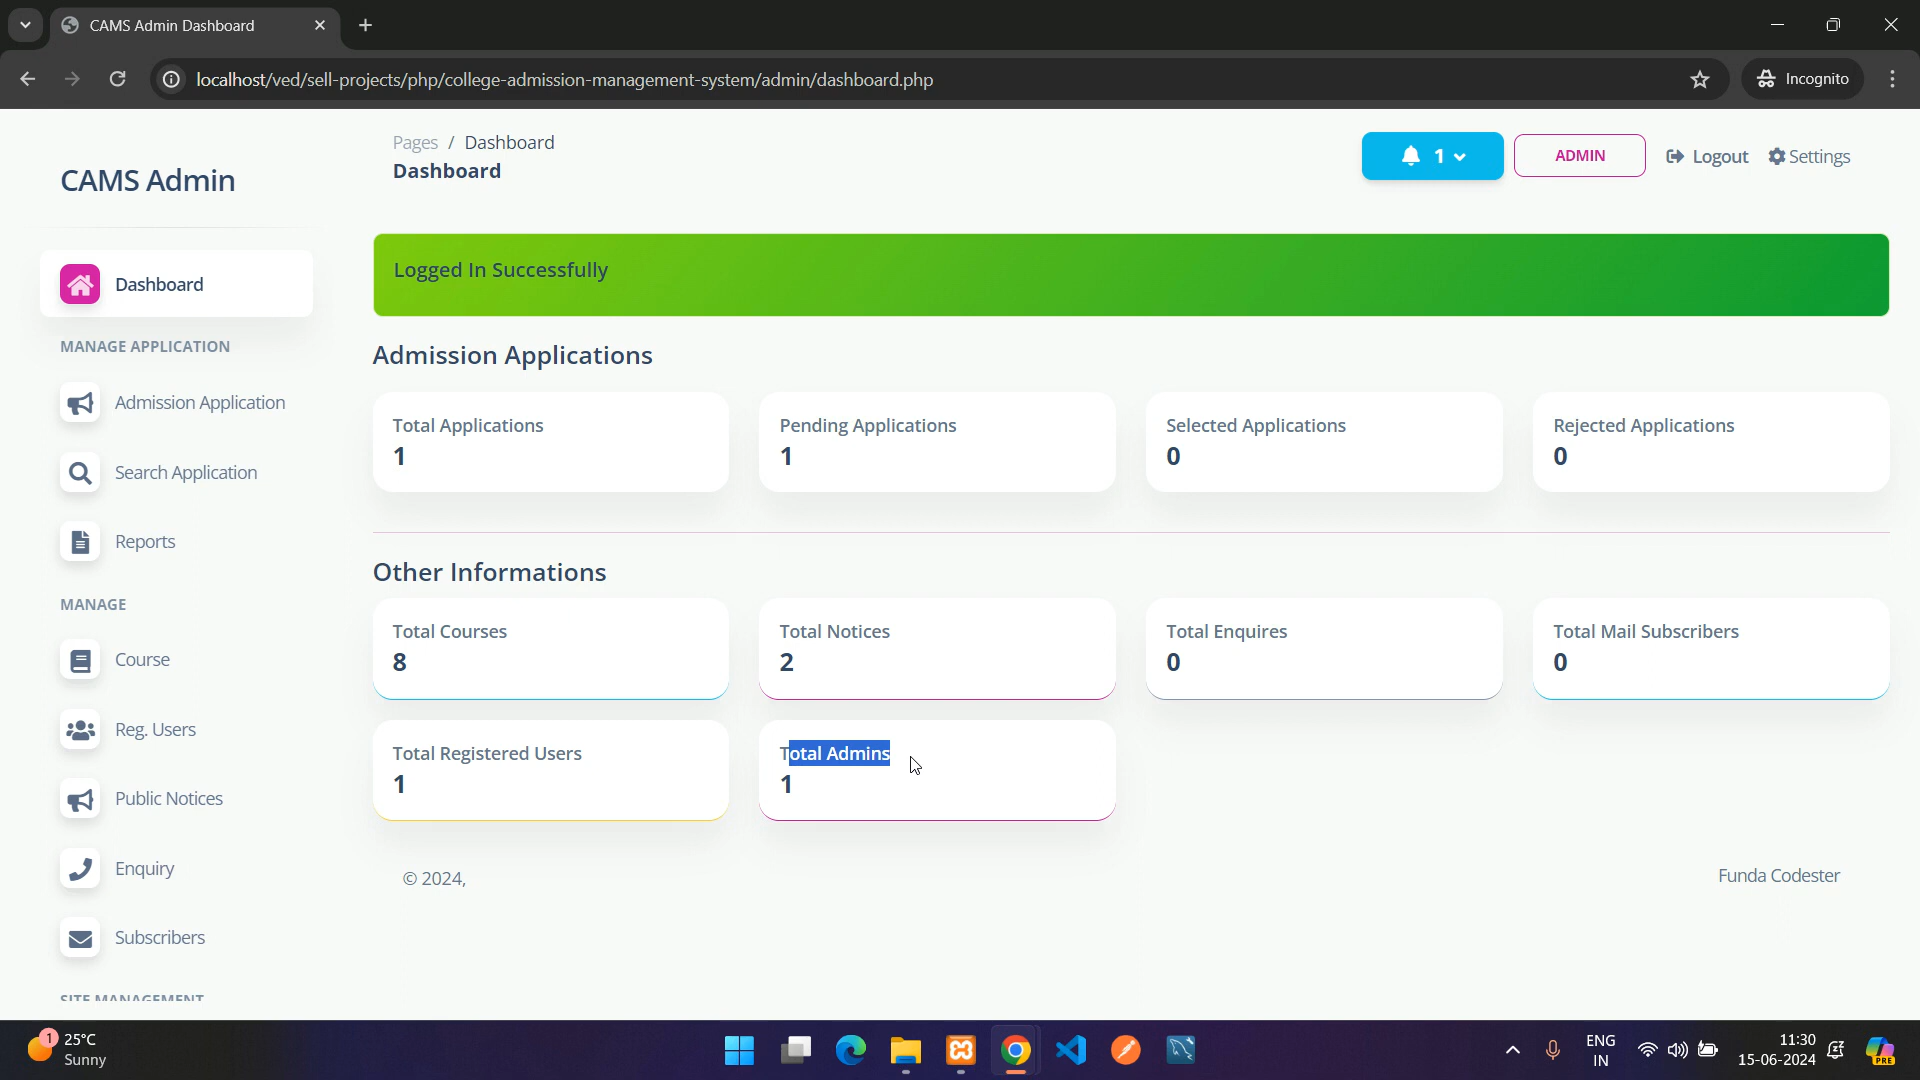 CAMS Admin Dashboard
localhost/ved/sell-projects/php/college-admission-management-system/admin/dashboard.php
Incognito
CAMS Admin
Pages / Dashboard
Dashboard
1
ADMIN
Logout
Settings
Dashboard
MANAGE APPLICATION
Admission Application
Search Application
Reports
MANAGE
Course
Reg. Users
Public Notices
Enquiry
Subscribers
SITE MANAGEMENT
Logged In Successfully
Admission Applications
Total Applications
1
Pending Applications
1
Selected Applications
0
Rejected Applications
0
Other Informations
Total Courses
8
Total Notices
2
Total Enquires
0
Total Mail Subscribers
0
Total Registered Users
1
Total Admins
1
© 2024,
Funda Codester
1
25°C
Sunny
ENG
IN
11:30
15-06-2024
PRE